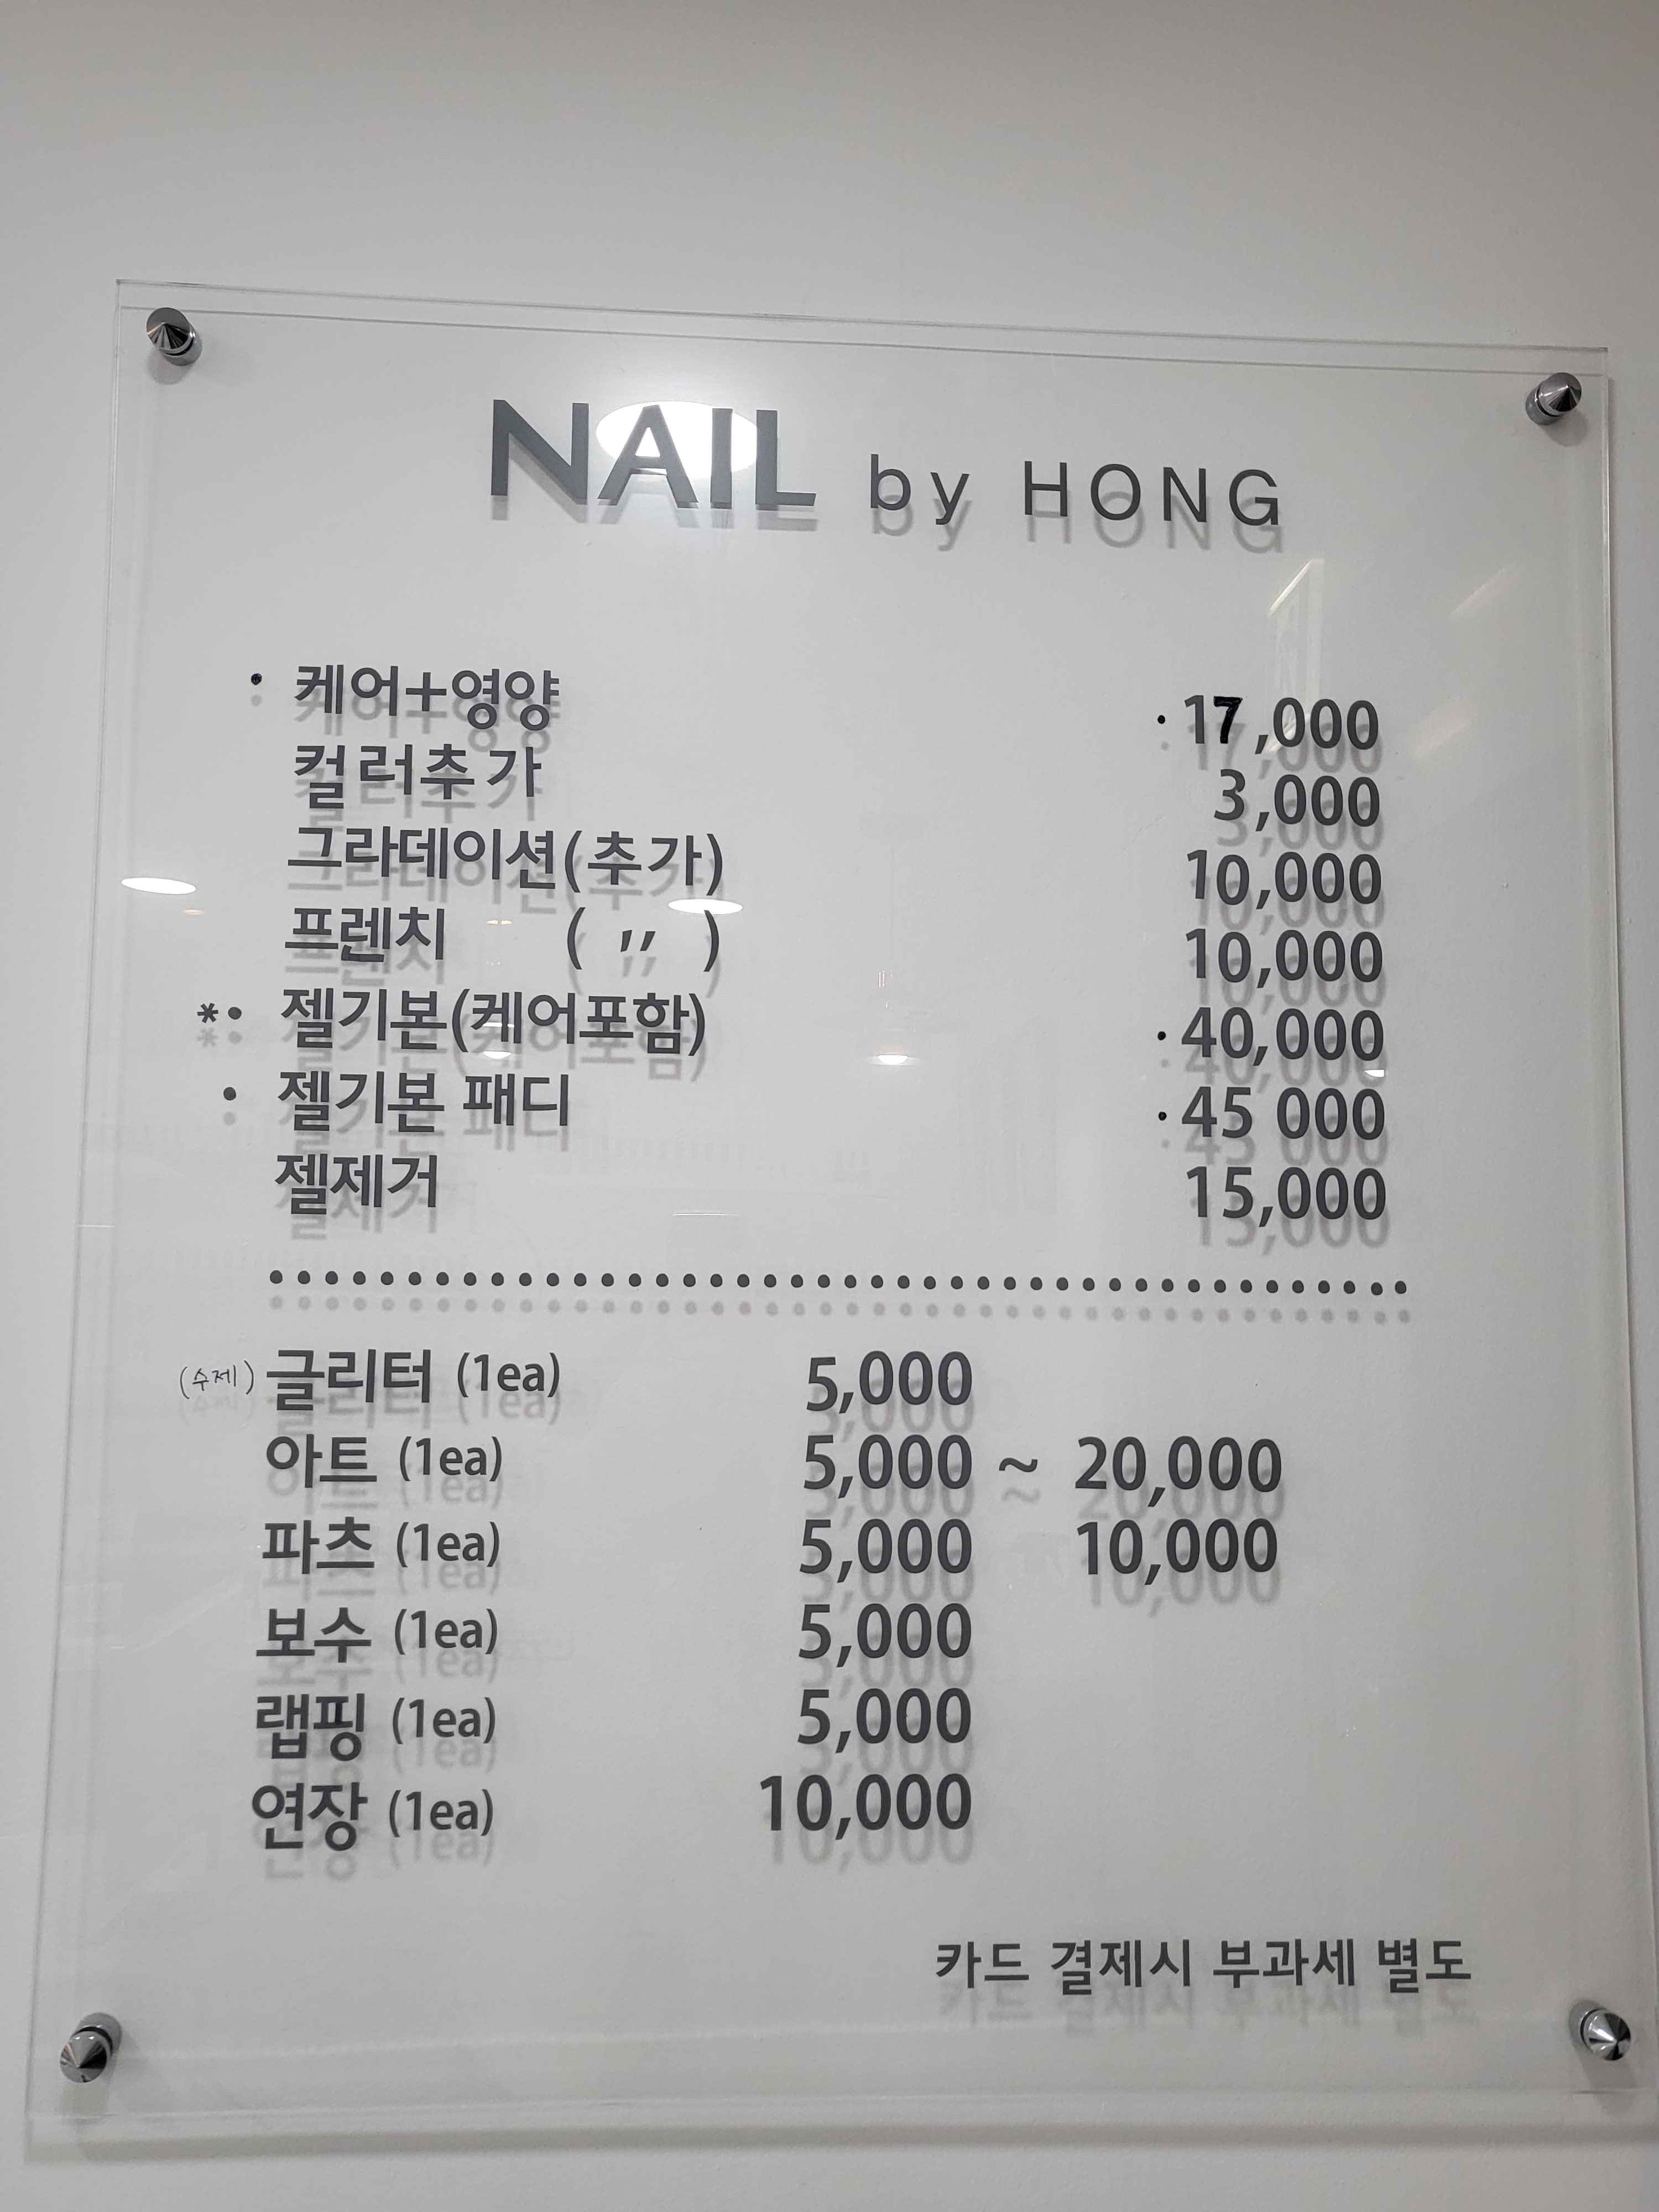 NAIL by HONG
• 케어+영양 · 17,000
컬러추가 3,000
그라데이션(추가) 10,000
프렌치 ( 〃 ) 10,000
*• 젤기본(케어포함) · 40,000
• 젤기본 패디 · 45 000
젤제거 15,000
(수제) 글리터 (1ea) 5,000
아트 (1ea) 5,000 ~ 20,000
파츠 (1ea) 5,000 10,000
보수 (1ea) 5,000
랩핑 (1ea) 5,000
연장 (1ea) 10,000
카드 결제시 부과세 별도